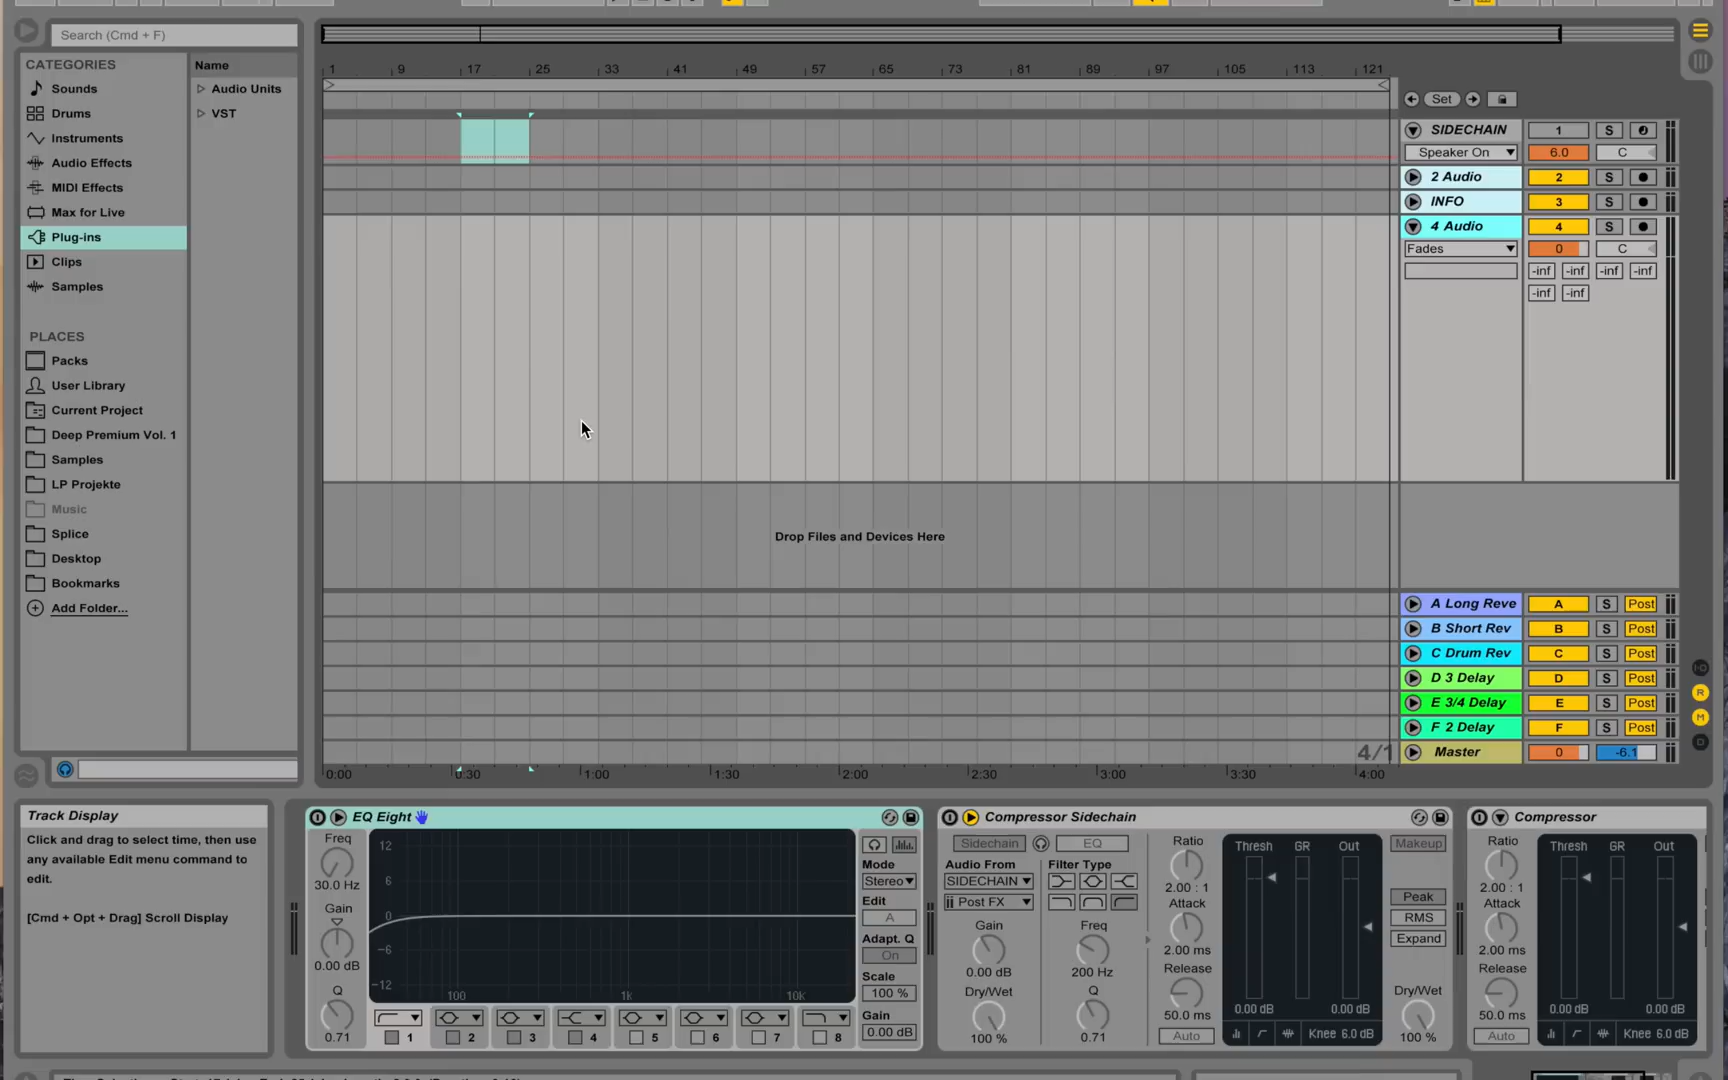 Search (Cmd + F)
CATEGORIES
Sounds
Drums
Instruments
Audio Effects
MIDI Effects
Max for Live
Plug-ins
Clips
Samples
PLACES
Packs
User Library
Current Project
Deep Premium Vol. 1
Samples
LP Projekte
Music
Splice
Desktop
Bookmarks
Add Folder...
Name
Audio Units
VST
1 9 17 25 33 41 49 57 65 73 81 89 97 105 113 121
Set
SIDECHAIN 1 S
Speaker On 6.0 C
2 Audio 2 S
INFO 3 S
4 Audio 4 S
Fades 0 C
-inf -inf -inf -inf
-inf -inf
Drop Files and Devices Here
A Long Reve A S Post
B Short Rev B S Post
C Drum Rev C S Post
D 3 Delay D S Post
E 3/4 Delay E S Post
F 2 Delay F S Post
4/1 Master 0 -6.1
R
M
D
0:00 0:30 1:00 1:30 2:00 2:30 3:00 3:30 4:00
Track Display
Click and drag to select time, then use
any available Edit menu command to
edit.
[Cmd + Opt + Drag] Scroll Display
EQ Eight
Freq
30.0 Hz
Gain
0.00 dB
Q
0.71
12
6
0
-6
-12
100 1k 10k
1 2 3 4 5 6 7 8
Mode
Stereo
Edit
A
Adapt. Q
On
Scale
100 %
Gain
0.00 dB
Compressor Sidechain
Sidechain EQ
Audio From
SIDECHAIN
Post FX
Gain
0.00 dB
Dry/Wet
100 %
Filter Type
Freq
200 Hz
Q
0.71
Ratio
2.00 : 1
Attack
2.00 ms
Release
50.0 ms
Auto
Thresh GR Out
0.00 dB 0.00 dB
Knee 6.0 dB
Makeup
Peak
RMS
Expand
Dry/Wet
100 %
Compressor
Ratio
2.00 : 1
Attack
2.00 ms
Release
50.0 ms
Auto
Thresh GR Out
0.00 dB 0.00 dB
Knee 6.0 dB